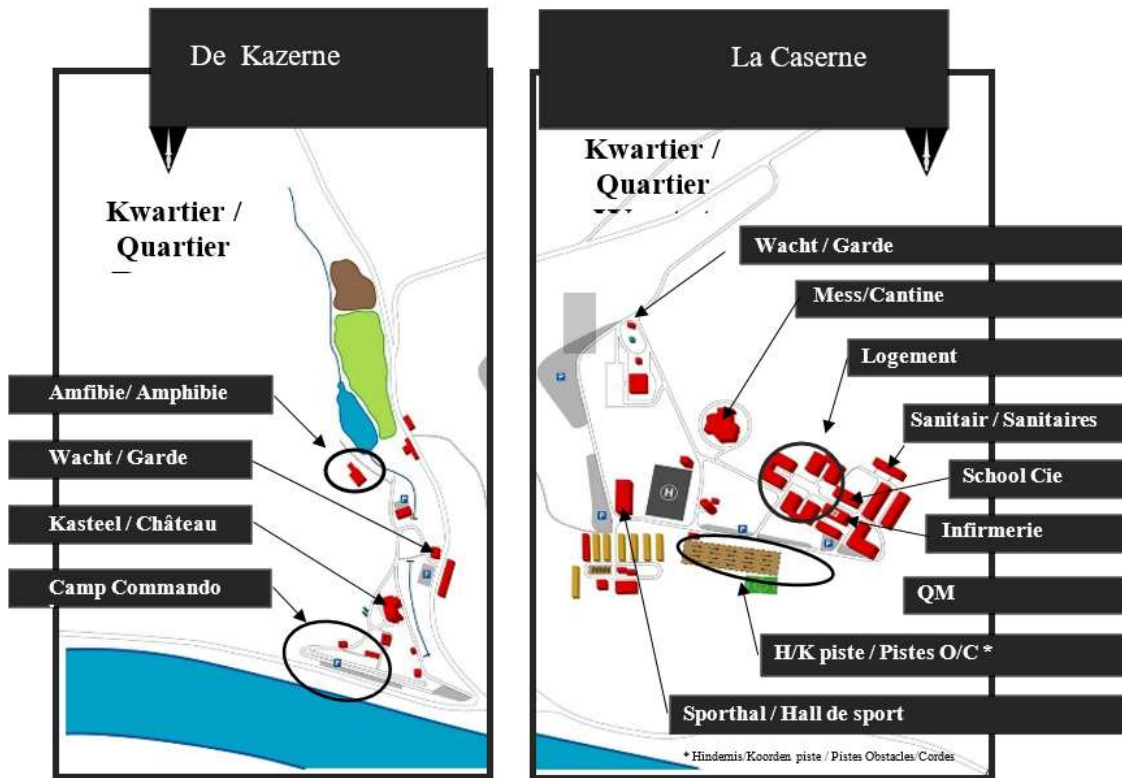 De Kazerne
Kwartier /
Quartier
Amfibie/ Amphibie
Wacht / Garde
Kasteel / Château
Camp Commando
P
P
P
La Caserne
Kwartier /
Quartier
Wacht / Garde
Mess/Cantine
Logement
Sanitair / Sanitaires
School Cie
Infirmerie
QM
H/K piste / Pistes O/C *
Sporthal / Hall de sport
* Hindernis/Koorden piste / Pistes Obstacles/Cordes
P
H
P
P
P